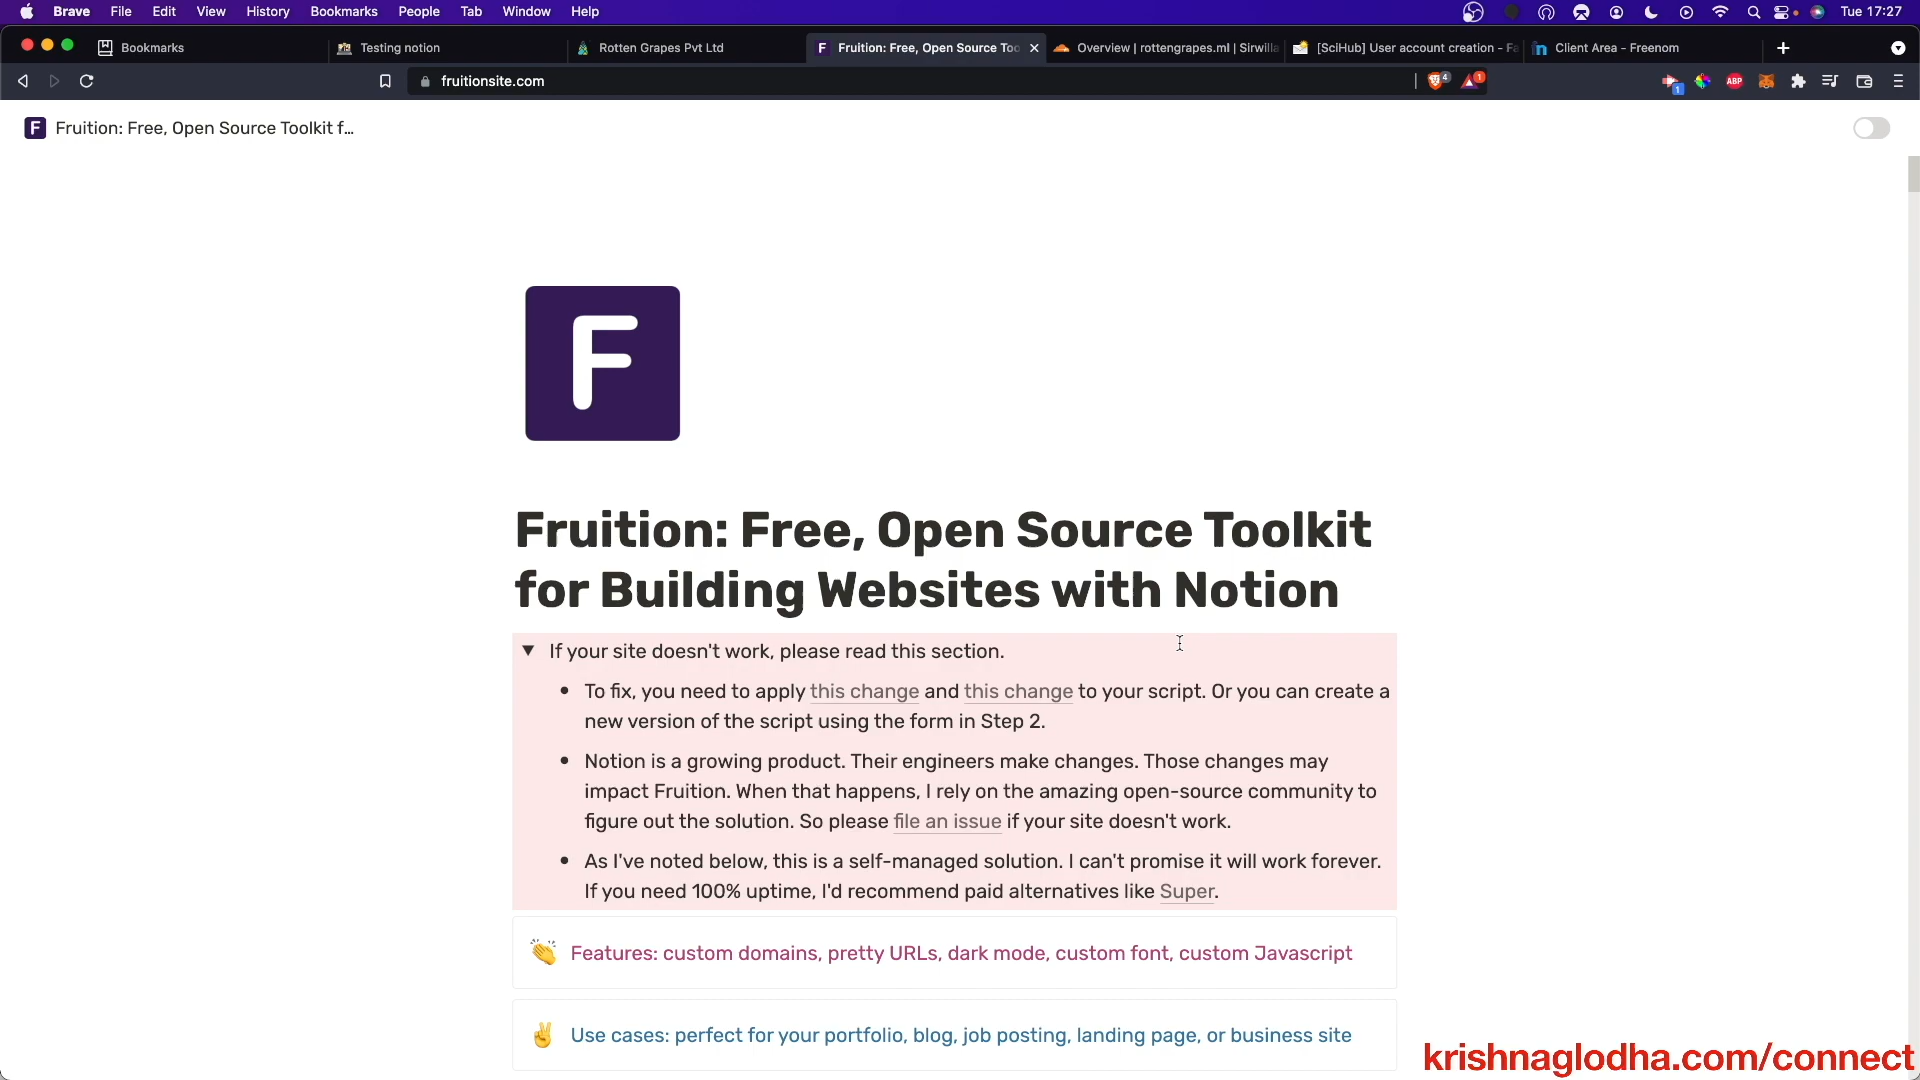 Brave File Edit View History Bookmarks People Tab Window Help Tue 17:27
Bookmarks Testing notion Rotten Grapes Pvt Ltd F Fruition: Free, Open Source Too Overview | rottengrapes.ml | Sirwilla [SciHub] User account creation - Fa in Client Area - Freenom
fruitionsite.com 4 1 1 ABP
F Fruition: Free, Open Source Toolkit f...
F
Fruition: Free, Open Source Toolkit
for Building Websites with Notion
If your site doesn't work, please read this section.
• To fix, you need to apply this change and this change to your script. Or you can create a
new version of the script using the form in Step 2.
• Notion is a growing product. Their engineers make changes. Those changes may
impact Fruition. When that happens, I rely on the amazing open-source community to
figure out the solution. So please file an issue if your site doesn't work.
• As I've noted below, this is a self-managed solution. I can't promise it will work forever.
If you need 100% uptime, I'd recommend paid alternatives like Super.
Features: custom domains, pretty URLs, dark mode, custom font, custom Javascript
Use cases: perfect for your portfolio, blog, job posting, landing page, or business site
krishnaglodha.com/connect